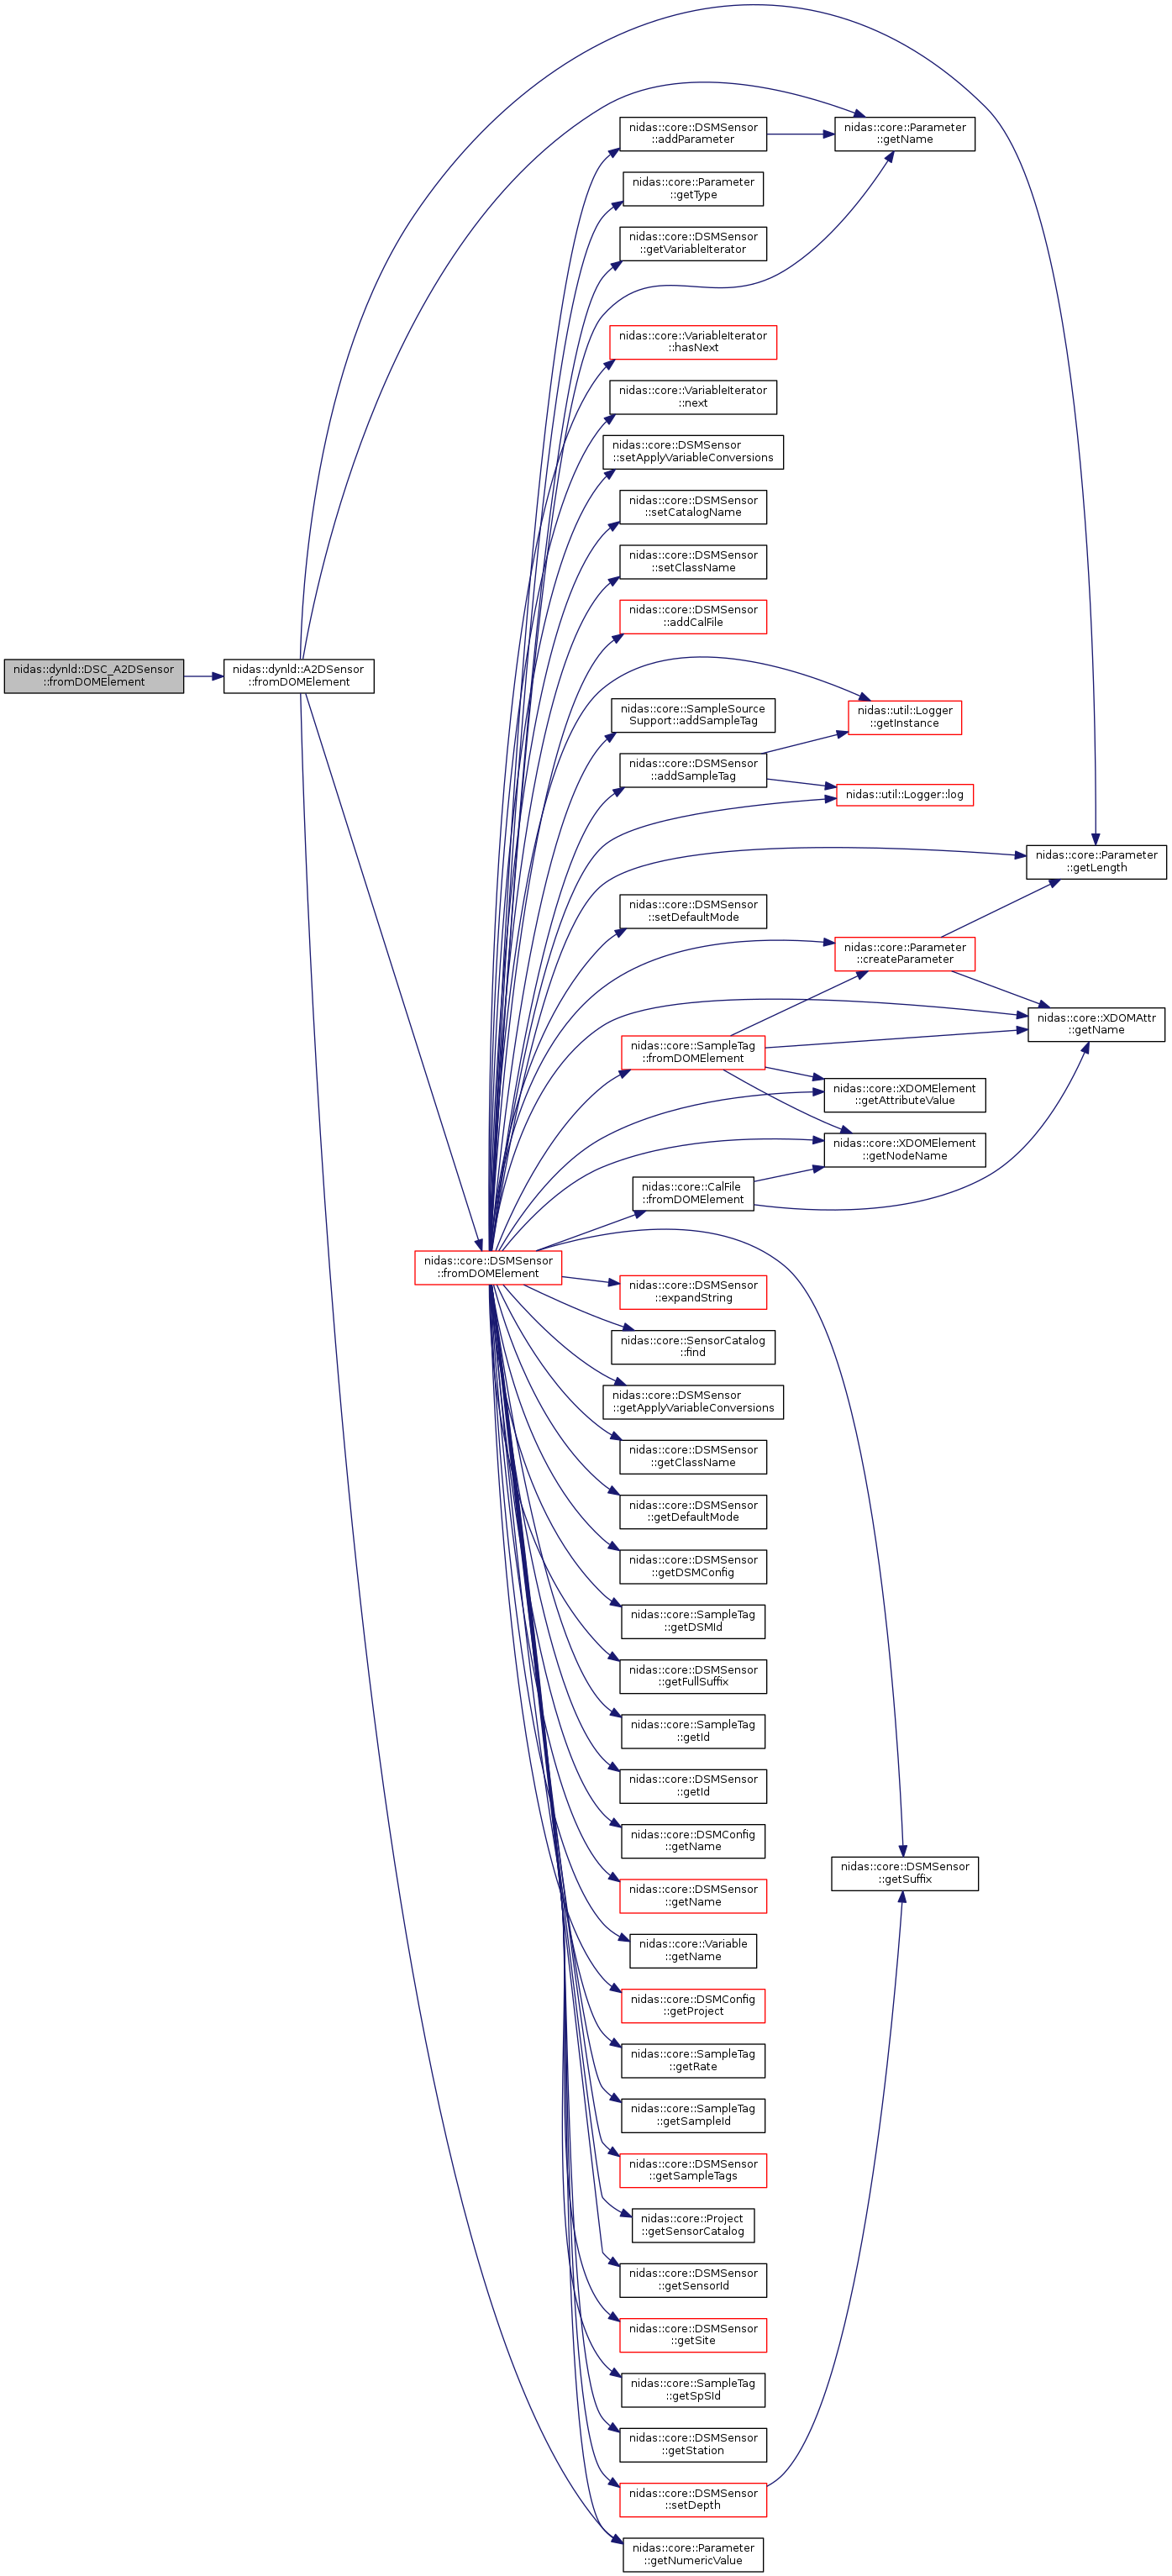 nidas::dynld::DSC_A2DSensor
::fromDOMElement
nidas::dynld::A2DSensor
::fromDOMElement
nidas::core::DSMSensor
::fromDOMElement
nidas::core::DSMSensor
::addParameter
nidas::core::Parameter
::getName
nidas::core::Parameter
::getType
nidas::core::DSMSensor
::getVariableIterator
nidas::core::VariableIterator
::hasNext
nidas::core::VariableIterator
::next
nidas::core::DSMSensor
::setApplyVariableConversions
nidas::core::DSMSensor
::setCatalogName
nidas::core::DSMSensor
::setClassName
nidas::core::DSMSensor
::addCalFile
nidas::core::SampleSource
Support::addSampleTag
nidas::util::Logger
::getInstance
nidas::core::DSMSensor
::addSampleTag
nidas::util::Logger::log
nidas::core::Parameter
::getLength
nidas::core::DSMSensor
::setDefaultMode
nidas::core::Parameter
::createParameter
nidas::core::XDOMAttr
::getName
nidas::core::SampleTag
::fromDOMElement
nidas::core::XDOMElement
::getAttributeValue
nidas::core::XDOMElement
::getNodeName
nidas::core::CalFile
::fromDOMElement
nidas::core::DSMSensor
::expandString
nidas::core::SensorCatalog
::find
nidas::core::DSMSensor
::getApplyVariableConversions
nidas::core::DSMSensor
::getClassName
nidas::core::DSMSensor
::getDefaultMode
nidas::core::DSMSensor
::getDSMConfig
nidas::core::SampleTag
::getDSMId
nidas::core::DSMSensor
::getFullSuffix
nidas::core::SampleTag
::getId
nidas::core::DSMSensor
::getId
nidas::core::DSMConfig
::getName
nidas::core::DSMSensor
::getSuffix
nidas::core::DSMSensor
::getName
nidas::core::Variable
::getName
nidas::core::DSMConfig
::getProject
nidas::core::SampleTag
::getRate
nidas::core::SampleTag
::getSampleId
nidas::core::DSMSensor
::getSampleTags
nidas::core::Project
::getSensorCatalog
nidas::core::DSMSensor
::getSensorId
nidas::core::DSMSensor
::getSite
nidas::core::SampleTag
::getSpSId
nidas::core::DSMSensor
::getStation
nidas::core::DSMSensor
::setDepth
nidas::core::Parameter
::getNumericValue